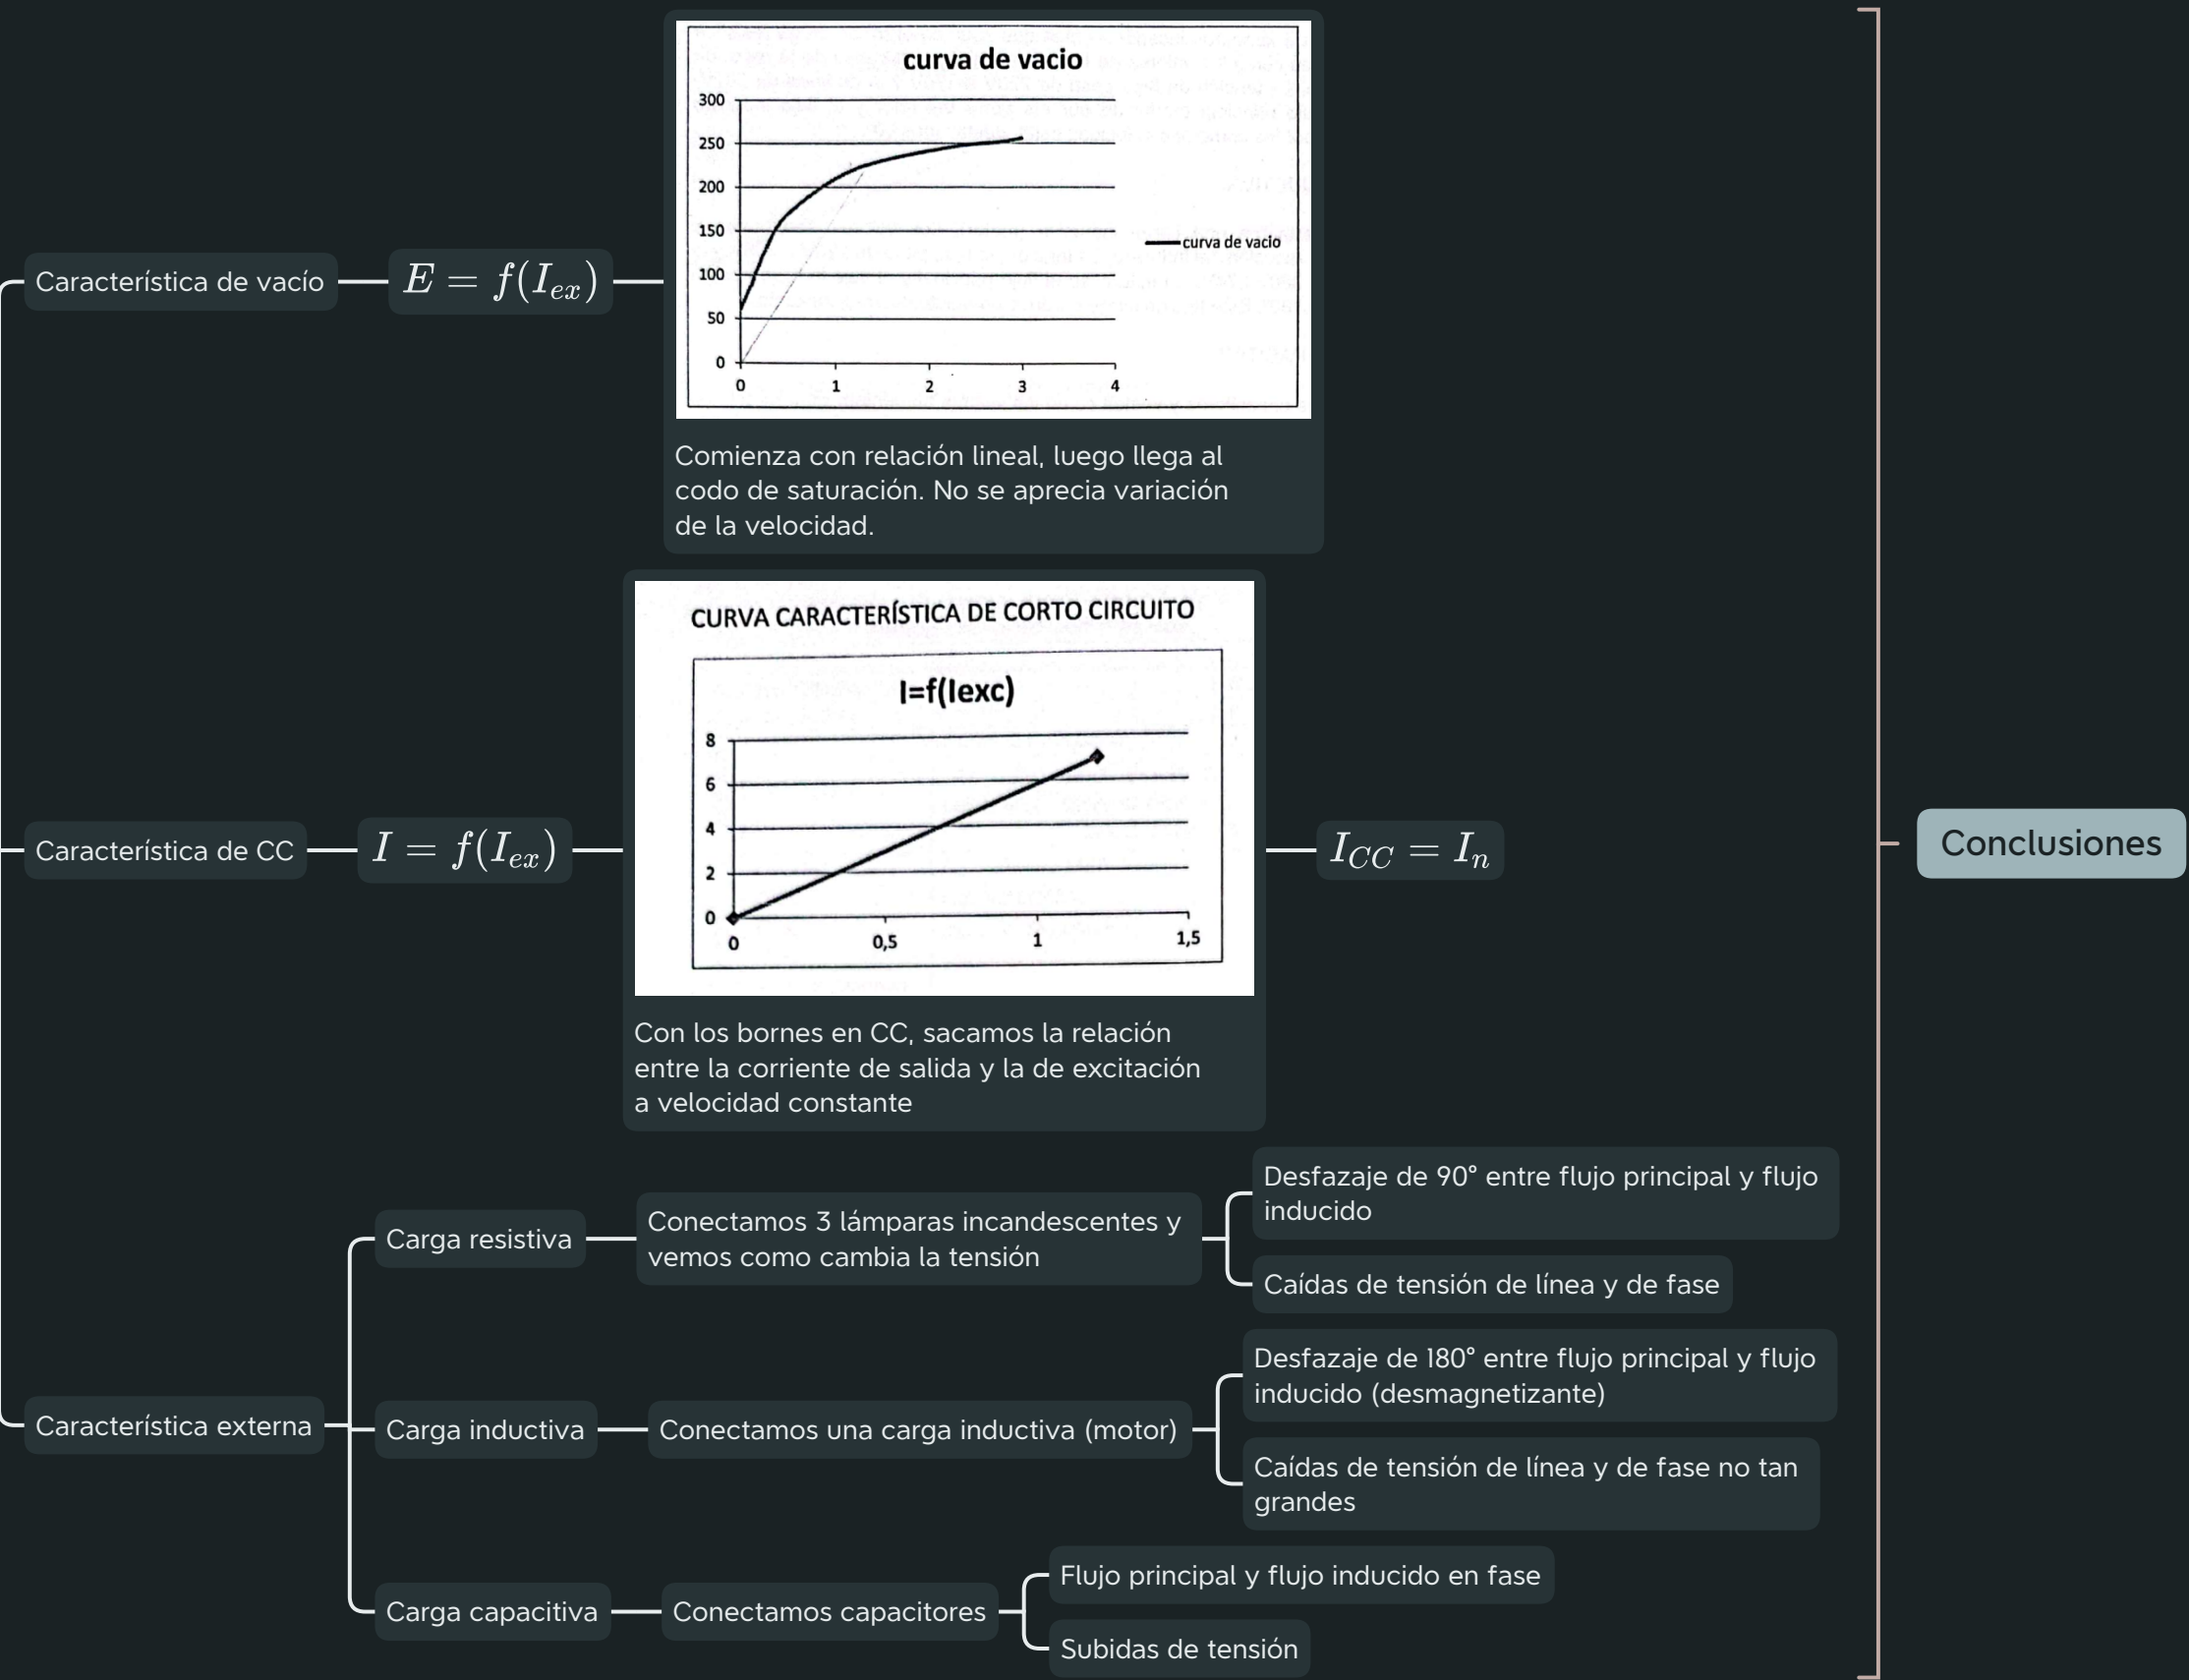 curva de vacio
300
250
200
150
100
50
0
0 1 2 3 4
curva de vacio
Característica de vacío
E = f(I_ex)
Comienza con relación lineal, luego llega al
codo de saturación. No se aprecia variación
de la velocidad.
CURVA CARACTERÍSTICA DE CORTO CIRCUITO
I=f(Iexc)
8
6
4
2
0
0 0,5 1 1,5
Característica de CC
I = f(I_ex)
I_CC = I_n
Con los bornes en CC, sacamos la relación
entre la corriente de salida y la de excitación
a velocidad constante
Conclusiones
Característica externa
Carga resistiva
Conectamos 3 lámparas incandescentes y
vemos como cambia la tensión
Desfazaje de 90° entre flujo principal y flujo
inducido
Caídas de tensión de línea y de fase
Carga inductiva
Conectamos una carga inductiva (motor)
Desfazaje de 180° entre flujo principal y flujo
inducido (desmagnetizante)
Caídas de tensión de línea y de fase no tan
grandes
Carga capacitiva
Conectamos capacitores
Flujo principal y flujo inducido en fase
Subidas de tensión